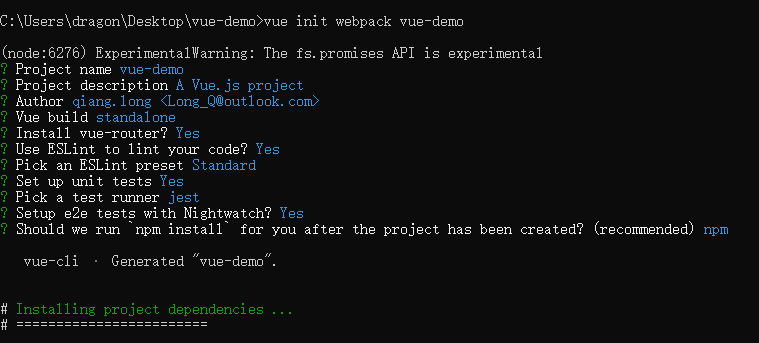 C:\Users\dragon\Desktop\vue-demo>vue init webpack vue-demo
(node:6276) ExperimentalWarning: The fs.promises API is experimental
? Project name vue-demo
? Project description A Vue.js project
? Author qiang.long <Long_Q@outlook.com>
? Vue build standalone
? Install vue-router? Yes
? Use ESLint to lint your code? Yes
? Pick an ESLint preset Standard
? Set up unit tests Yes
? Pick a test runner jest
? Setup e2e tests with Nightwatch? Yes
? Should we run `npm install` for you after the project has been created? (recommended) npm
vue-cli · Generated "vue-demo".
# Installing project dependencies ...
# ========================